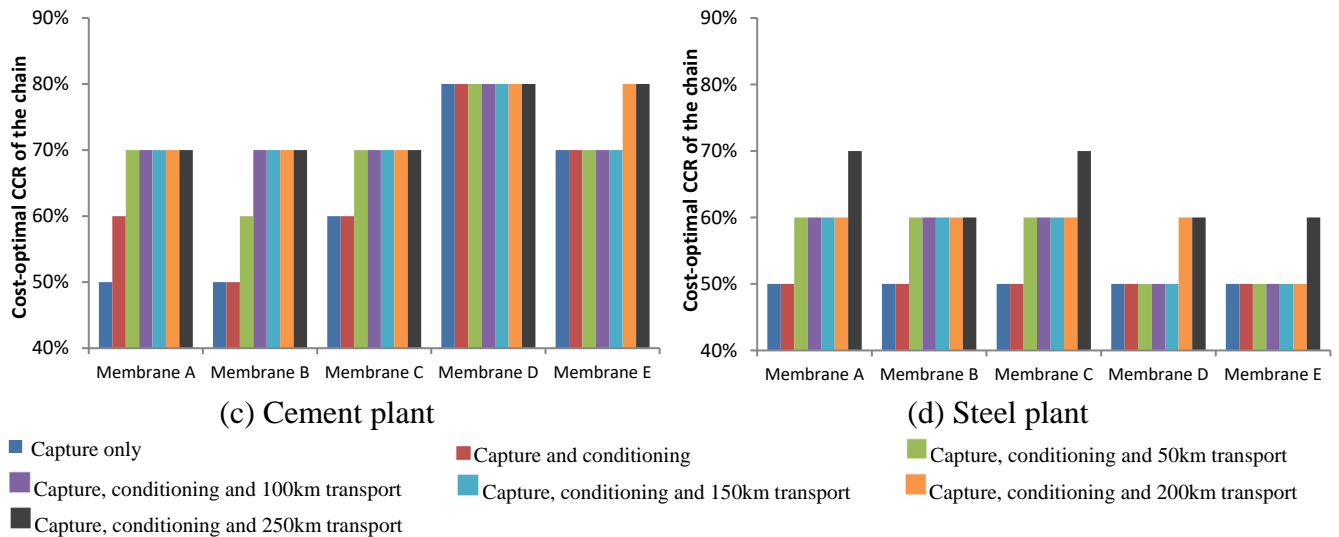 Cost-optimal CCR of the chain
90%
80%
70%
60%
50%
40%
Membrane A Membrane B Membrane C Membrane D Membrane E
(c) Cement plant
Cost-optimal CCR of the chain
90%
80%
70%
60%
50%
40%
Membrane A Membrane B Membrane C Membrane D Membrane E
(d) Steel plant
Capture only
Capture and conditioning
Capture, conditioning and 50km transport
Capture, conditioning and 100km transport
Capture, conditioning and 150km transport
Capture, conditioning and 200km transport
Capture, conditioning and 250km transport